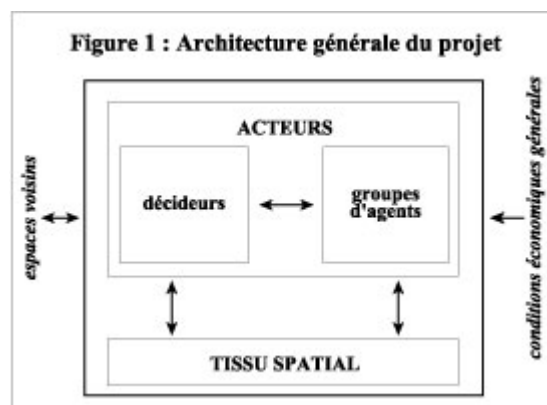 Figure 1 : Architecture générale du projet
ACTEURS
décideurs
groupes
d'agents
TISSU SPATIAL
espaces voisins
conditions économiques générales